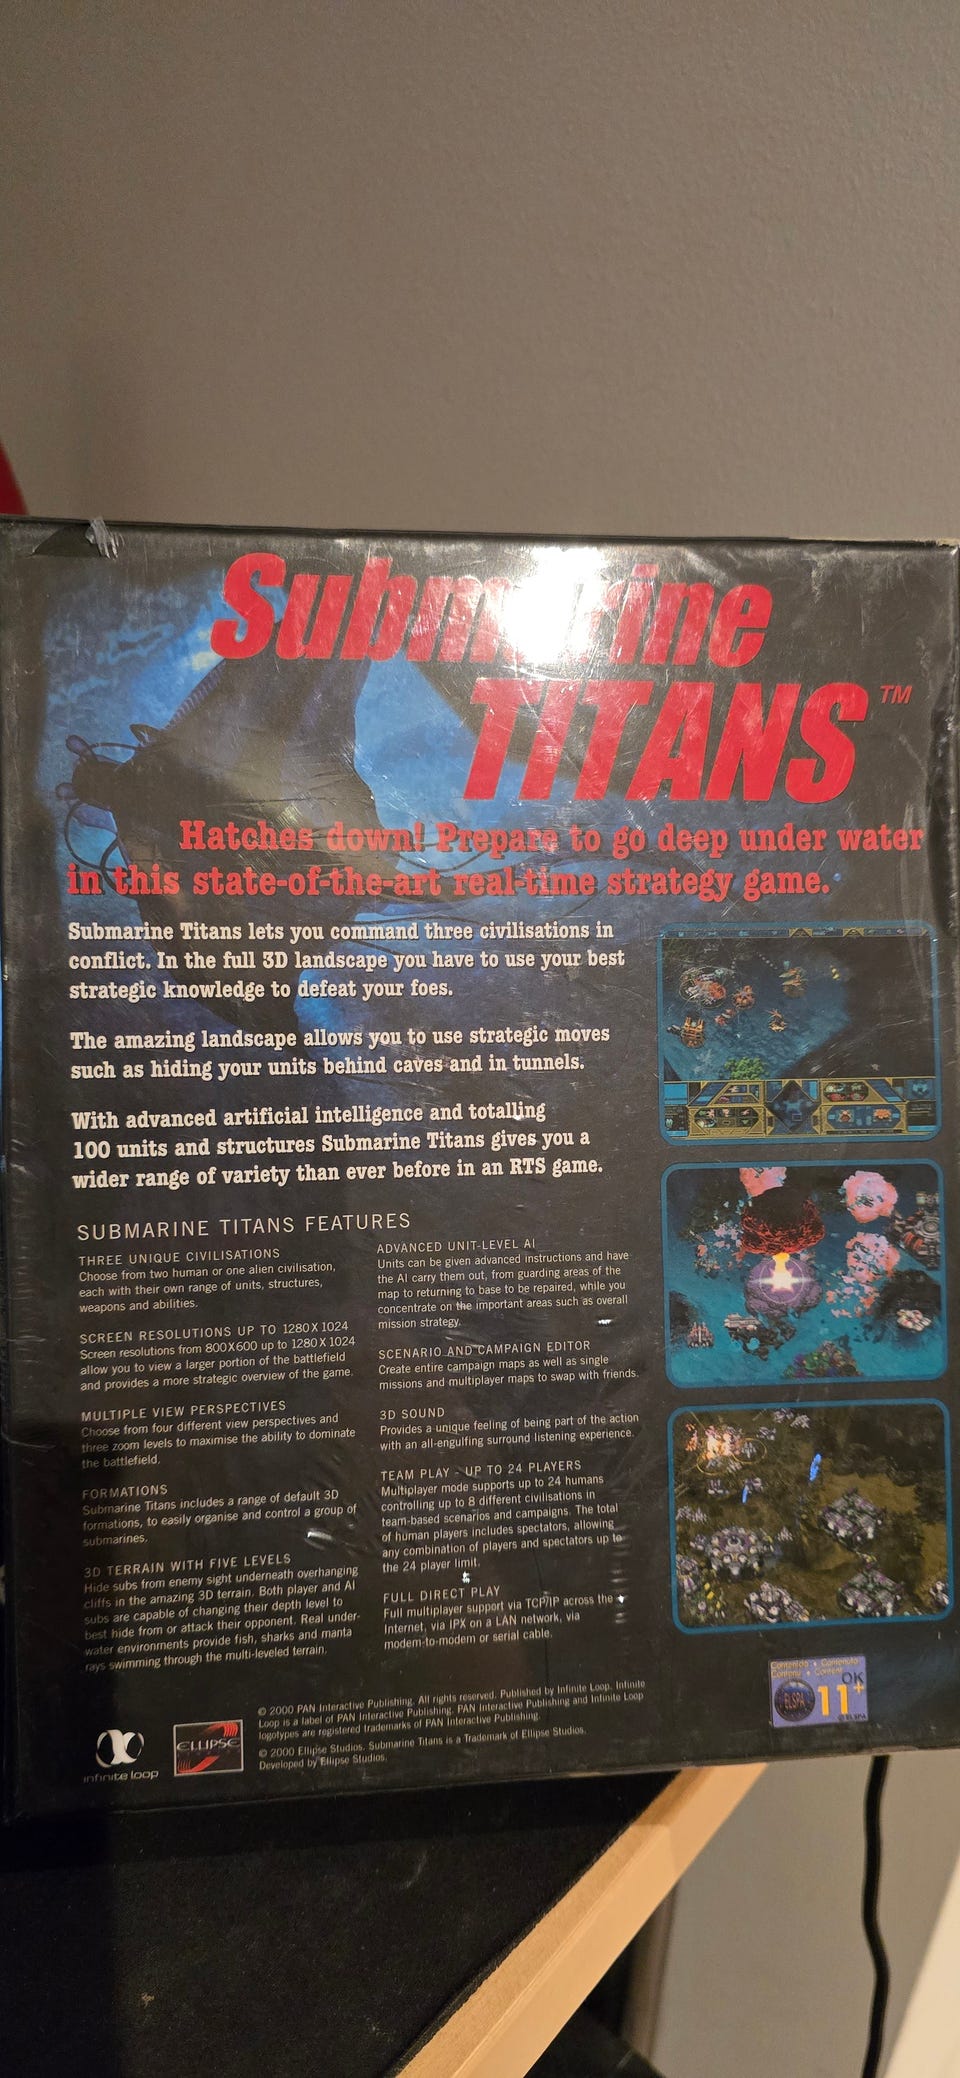 Submarine
TITANS™
Hatches down! Prepare to go deep under water
in this state-of-the-art real-time strategy game.
Submarine Titans lets you command three civilisations in
conflict. In the full 3D landscape you have to use your best
strategic knowledge to defeat your foes.
The amazing landscape allows you to use strategic moves
such as hiding your units behind caves and in tunnels.
With advanced artificial intelligence and totalling
100 units and structures Submarine Titans gives you a
wider range of variety than ever before in an RTS game.
SUBMARINE TITANS FEATURES
THREE UNIQUE CIVILISATIONS
Choose from two human or one alien civilisation,
each with their own range of units, structures,
weapons and abilities.
SCREEN RESOLUTIONS UP TO 1280 X 1024
Screen resolutions from 800X600 up to 1280 X 1024
allow you to view a larger portion of the battlefield
and provides a more strategic overview of the game.
MULTIPLE VIEW PERSPECTIVES
Choose from four different view perspectives and
three zoom levels to maximise the ability to dominate
the battlefield.
FORMATIONS
Submarine Titans includes a range of default 3D
formations, to easily organise and control a group of
submarines.
3D TERRAIN WITH FIVE LEVELS
Hide subs from enemy sight underneath overhanging
cliffs in the amazing 3D terrain. Both player and AI
subs are capable of changing their depth level to
best hide from or attack their opponent. Real under-
water environments provide fish, sharks and manta
rays swimming through the multi-leveled terrain.
ADVANCED UNIT-LEVEL AI
Units can be given advanced instructions and have
the AI carry them out, from guarding areas of the
map to returning to base to be repaired, while you
concentrate on the important areas such as overall
mission strategy.
SCENARIO AND CAMPAIGN EDITOR
Create entire campaign maps as well as single
missions and multiplayer maps to swap with friends.
3D SOUND
Provides a unique feeling of being part of the action
with an all-engulfing surround listening experience.
TEAM PLAY - UP TO 24 PLAYERS
Multiplayer mode supports up to 24 humans
controlling up to 8 different civilisations in
team-based scenarios and campaigns. The total
of human players includes spectators, allowing
any combination of players and spectators up to
the 24 player limit.
FULL DIRECT PLAY
Full multiplayer support via TCP/IP across the
Internet, via IPX on a LAN network, via
modem-to-modem or serial cable.
infinite loop
ELLIPSE
© 2000 PAN Interactive Publishing. All rights reserved. Published by Infinite Loop. Infinite
Loop is a label of PAN Interactive Publishing. PAN Interactive Publishing and Infinite Loop
logotypes are registered trademarks of PAN Interactive Publishing.
© 2000 Ellipse Studios. Submarine Titans is a Trademark of Ellipse Studios.
Developed by Ellipse Studios.
Contenido • Contenuto
Contenu • Content
ELSPA
OK
11+
© ELSPA